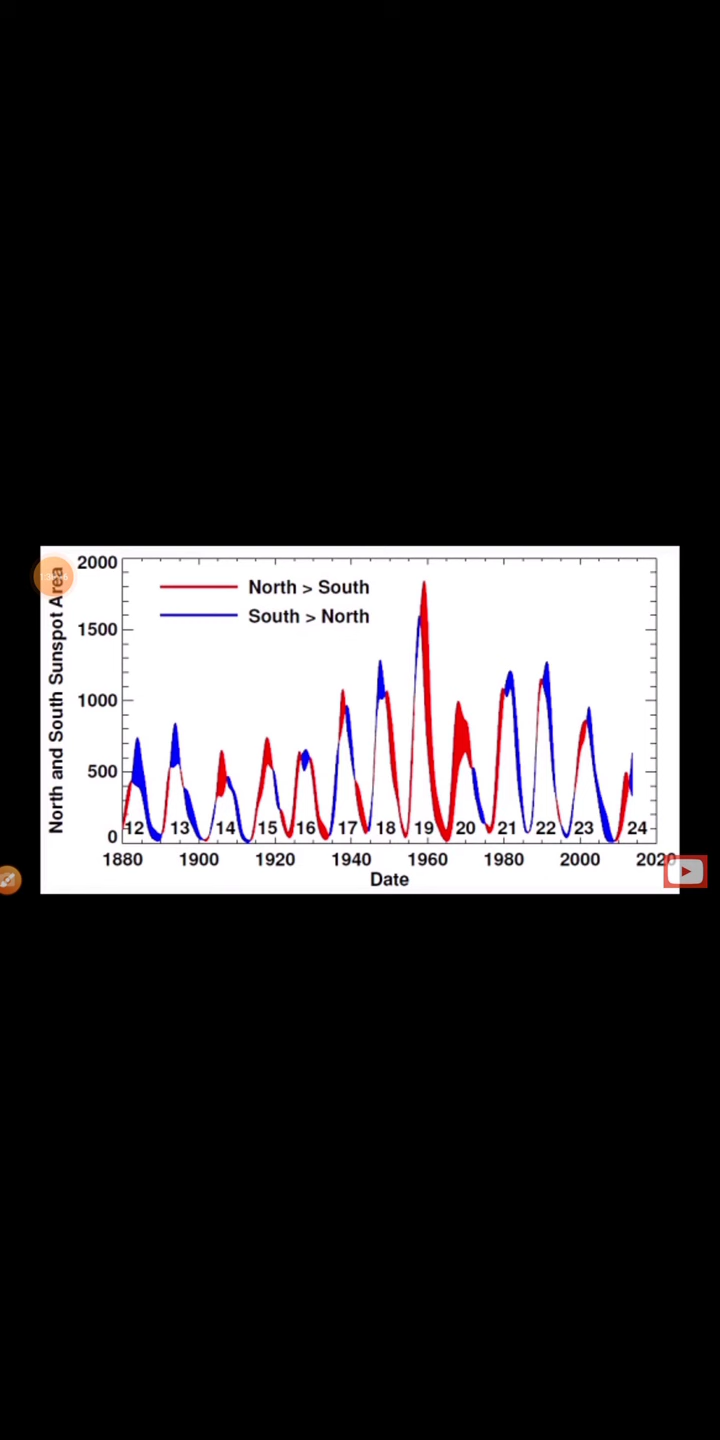 North and South Sunspot Area
2000
1500
1000
500
0
North > South
South > North
12 13 14 15 16 17 18 19 20 21 22 23 24
1880 1900 1920 1940 1960 1980 2000 2020
Date